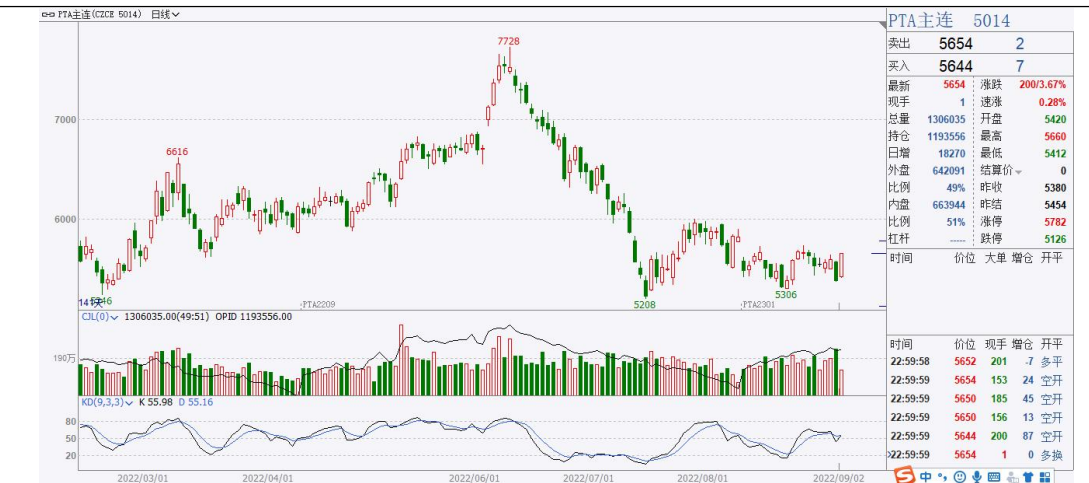 PTA主连(CZCE 5014) 日线
7728
7000
6616
6000
5208
5306
PTA2209
PTA2301
CJL(0) 1306035.00(49:51) OPID 1193556.00
190万
KD(9,3,3) K 55.98 D 55.16
80
50
20
2022/03/01 2022/04/01 2022/06/01 2022/07/01 2022/08/01 2022/09/02
PTA主连 5014
卖出 5654 2
买入 5644 7
最新 5654 涨跌 200/3.67%
现手 1 速涨 0.28%
总量 1306035 开盘 5420
持仓 1193556 最高 5660
日增 18270 最低 5412
外盘 642091 结算价 0
比例 49% 昨收 5380
内盘 663944 昨结 5454
比例 51% 涨停 5782
杠杆 ----- 跌停 5126
时间 价位 大单 增仓 开平
时间 价位 现手 增仓 开平
22:59:58 5652 201 -7 多平
22:59:59 5654 153 24 空开
22:59:59 5650 185 45 空开
22:59:59 5650 156 13 空开
22:59:59 5644 200 87 空开
22:59:59 5654 1 0 多换
中